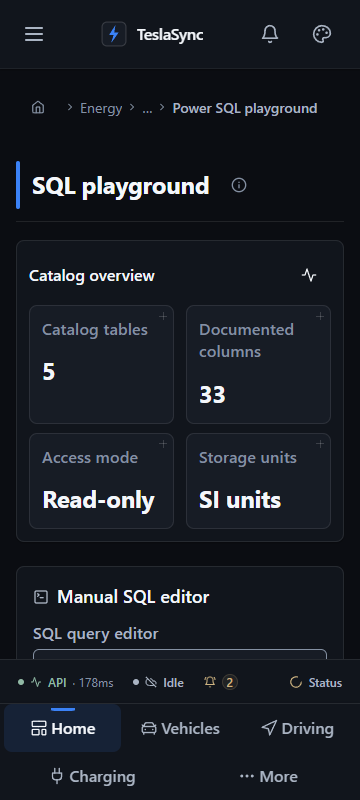 TeslaSync
Energy > ... > Power SQL playground
SQL playground
Catalog overview
Catalog tables
5
Documented
columns
33
Access mode
Read-only
Storage units
SI units
Manual SQL editor
SQL query editor
API · 178ms
Idle
2
Status
Home
Vehicles
Driving
Charging
More